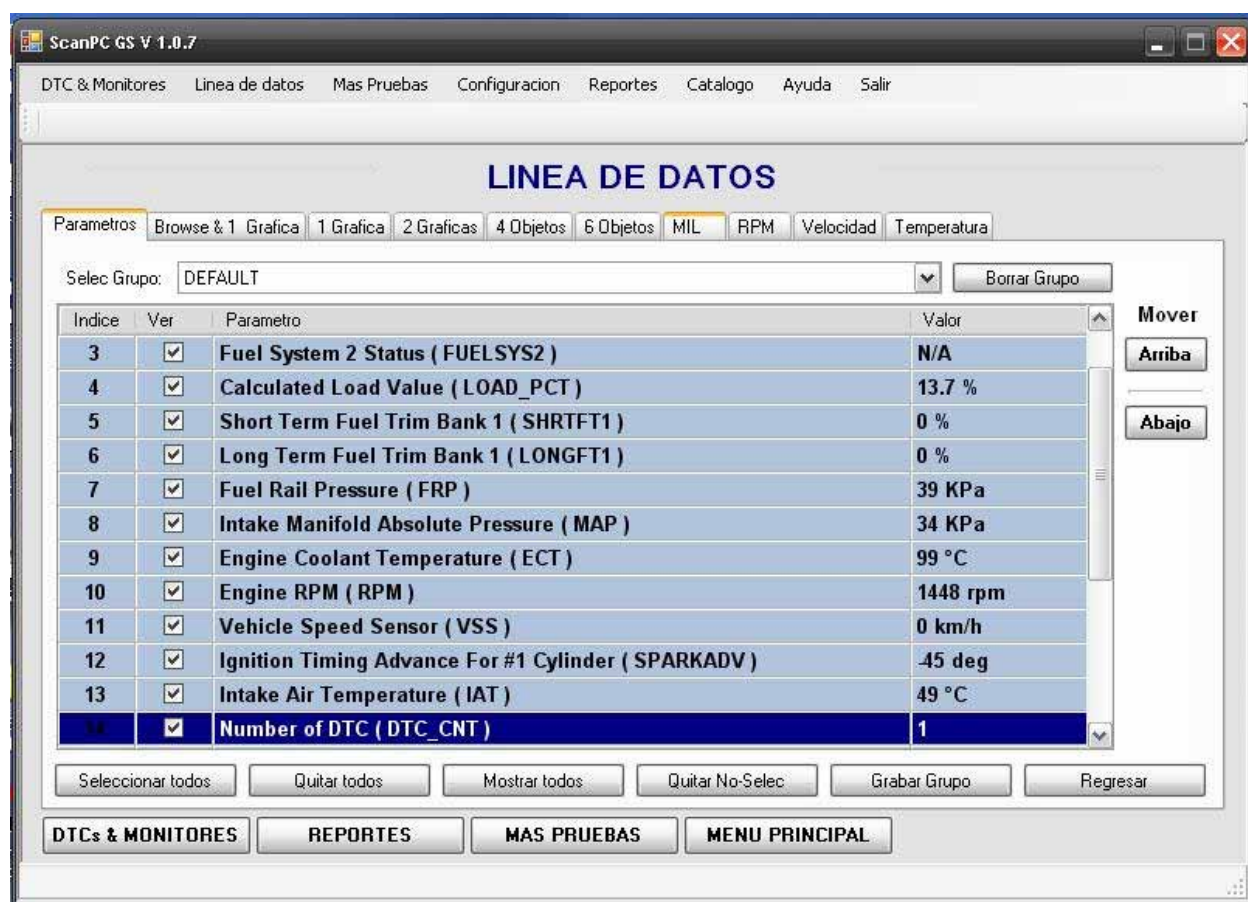 ScanPC GS V 1.0.7
DTC & Monitores Linea de datos Mas Pruebas Configuracion Reportes Catalogo Ayuda Salir
LINEA DE DATOS
Parametros Browse & 1 Grafica 1 Grafica 2 Graficas 4 Objetos 6 Objetos MIL RPM Velocidad Temperatura
Selec Grupo: DEFAULT Borrar Grupo
Indice Ver Parametro Valor Mover
3 Fuel System 2 Status ( FUELSYS2 ) N/A Arriba
4 Calculated Load Value ( LOAD_PCT ) 13.7 %
5 Short Term Fuel Trim Bank 1 ( SHRTFT1 ) 0 % Abajo
6 Long Term Fuel Trim Bank 1 ( LONGFT1 ) 0 %
7 Fuel Rail Pressure ( FRP ) 39 KPa
8 Intake Manifold Absolute Pressure ( MAP ) 34 KPa
9 Engine Coolant Temperature ( ECT ) 99 °C
10 Engine RPM ( RPM ) 1448 rpm
11 Vehicle Speed Sensor ( VSS ) 0 km/h
12 Ignition Timing Advance For #1 Cylinder ( SPARKADV ) -45 deg
13 Intake Air Temperature ( IAT ) 49 °C
14 Number of DTC ( DTC_CNT ) 1
Seleccionar todos Quitar todos Mostrar todos Quitar No-Selec Grabar Grupo Regresar
DTCs & MONITORES REPORTES MAS PRUEBAS MENU PRINCIPAL